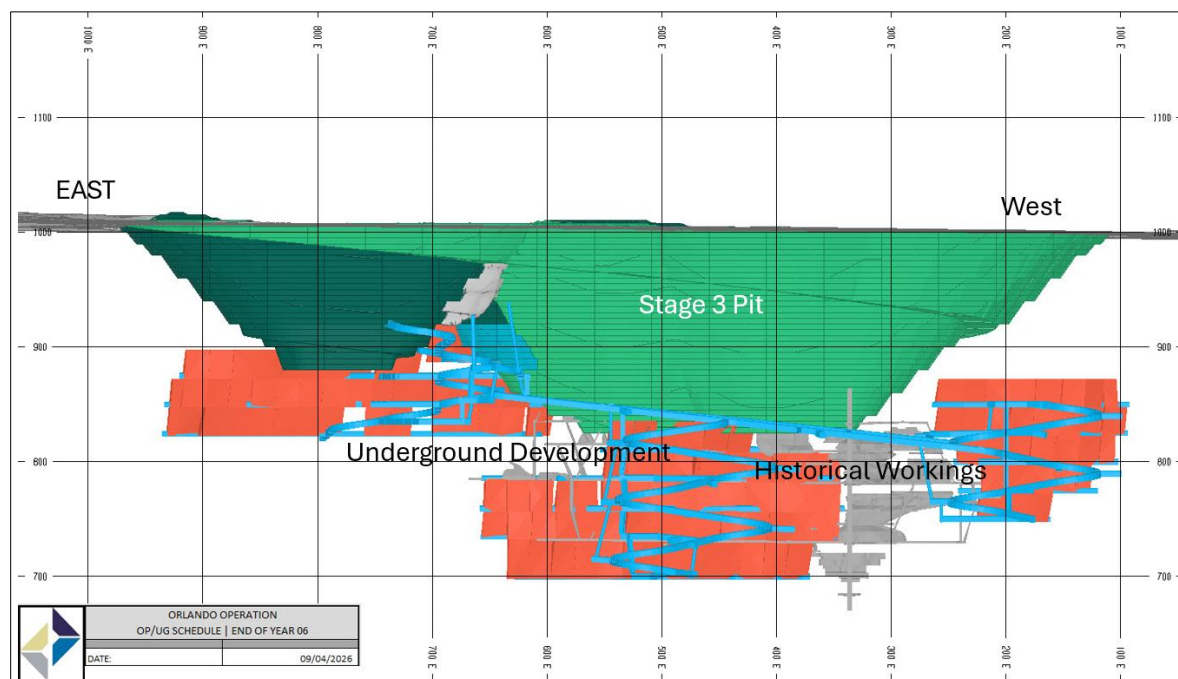 1000 E 900 E 800 E 700 E 600 E 500 E 400 E 300 E 200 E 100 E
1100 1100
EAST
West
1000 1000
Stage 3 Pit
900 900
Underground Development
Historical Workings
800 800
700 700
ORLANDO OPERATION
OP/UG SCHEDULE | END OF YEAR 06
DATE: 09/04/2026
700 E 600 E 500 E 400 E 300 E 200 E 100 E